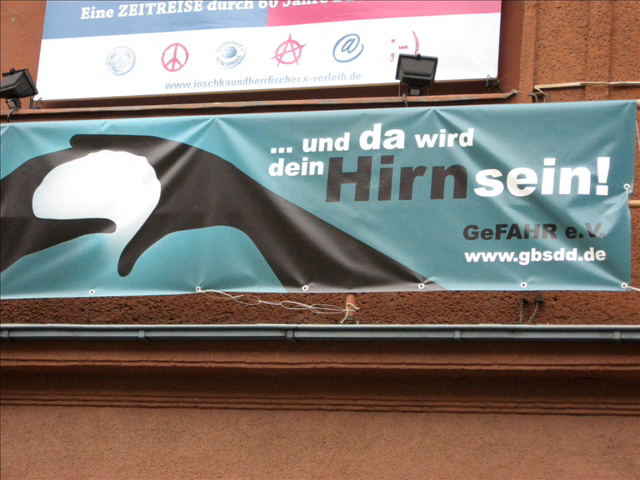 Eine ZEITREISE durch 60 Jahre
www.joschkaundherrfischer.x-verleih.de
... und da wird
dein Hirn sein!
GeFAHR e.V.
www.gbsdd.de